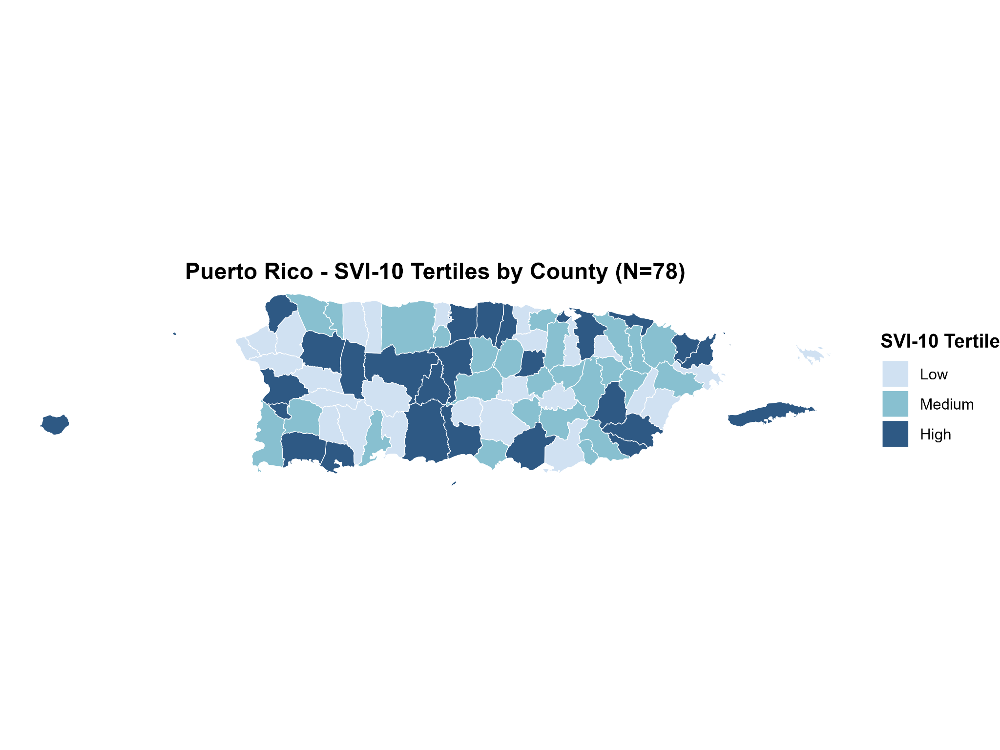 Puerto Rico - SVI-10 Tertiles by County (N=78)
SVI-10 Tertile
Low
Medium
High